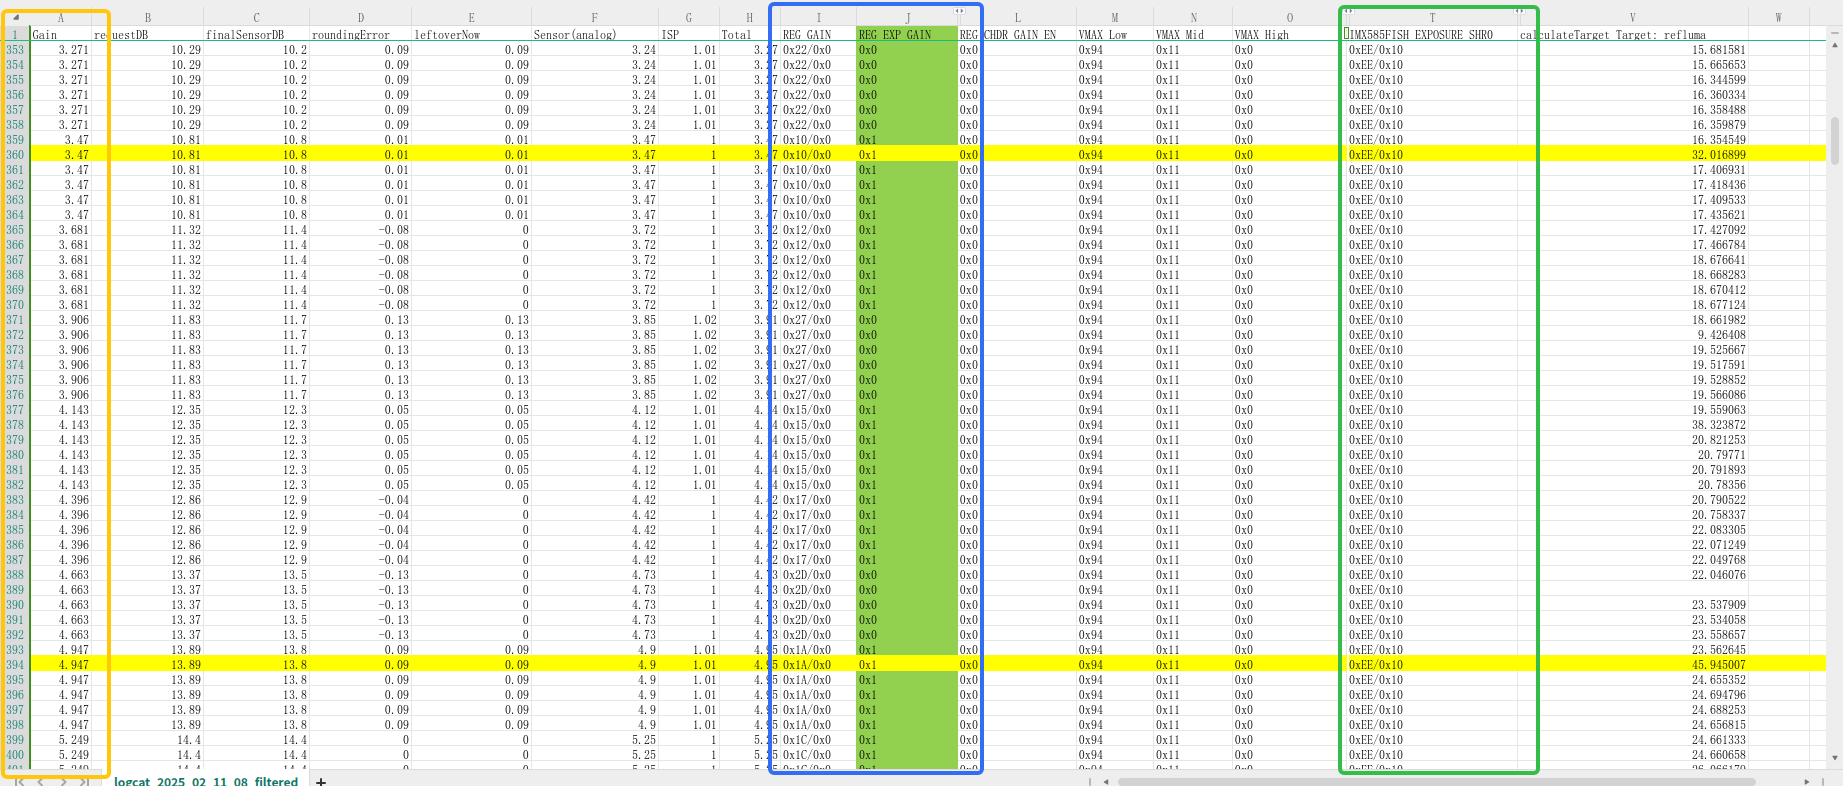 A B C D E F G H I J L M N O T V W
1 Gain requestDB finalSensorDB roundingError leftoverNow Sensor(analog) ISP Total REG GAIN REG EXP GAIN REG CHDR GAIN EN VMAX Low VMAX Mid VMAX High IMX585FISH EXPOSURE SHR0 calculateTarget Target: refluma
353 3.271 10.29 10.2 0.09 0.09 3.24 1.01 3.27 0x22/0x0 0x0 0x0 0x94 0x11 0x0 0xEE/0x10 15.681581
354 3.271 10.29 10.2 0.09 0.09 3.24 1.01 3.27 0x22/0x0 0x0 0x0 0x94 0x11 0x0 0xEE/0x10 15.665653
355 3.271 10.29 10.2 0.09 0.09 3.24 1.01 3.27 0x22/0x0 0x0 0x0 0x94 0x11 0x0 0xEE/0x10 16.344599
356 3.271 10.29 10.2 0.09 0.09 3.24 1.01 3.27 0x22/0x0 0x0 0x0 0x94 0x11 0x0 0xEE/0x10 16.360334
357 3.271 10.29 10.2 0.09 0.09 3.24 1.01 3.27 0x22/0x0 0x0 0x0 0x94 0x11 0x0 0xEE/0x10 16.358488
358 3.271 10.29 10.2 0.09 0.09 3.24 1.01 3.27 0x22/0x0 0x0 0x0 0x94 0x11 0x0 0xEE/0x10 16.359879
359 3.47 10.81 10.8 0.01 0.01 3.47 1 3.47 0x10/0x0 0x1 0x0 0x94 0x11 0x0 0xEE/0x10 16.354549
360 3.47 10.81 10.8 0.01 0.01 3.47 1 3.47 0x10/0x0 0x1 0x0 0x94 0x11 0x0 0xEE/0x10 32.016899
361 3.47 10.81 10.8 0.01 0.01 3.47 1 3.47 0x10/0x0 0x1 0x0 0x94 0x11 0x0 0xEE/0x10 17.406931
362 3.47 10.81 10.8 0.01 0.01 3.47 1 3.47 0x10/0x0 0x1 0x0 0x94 0x11 0x0 0xEE/0x10 17.418436
363 3.47 10.81 10.8 0.01 0.01 3.47 1 3.47 0x10/0x0 0x1 0x0 0x94 0x11 0x0 0xEE/0x10 17.409533
364 3.47 10.81 10.8 0.01 0.01 3.47 1 3.47 0x10/0x0 0x1 0x0 0x94 0x11 0x0 0xEE/0x10 17.435621
365 3.681 11.32 11.4 -0.08 0 3.72 1 3.72 0x12/0x0 0x1 0x0 0x94 0x11 0x0 0xEE/0x10 17.427092
366 3.681 11.32 11.4 -0.08 0 3.72 1 3.72 0x12/0x0 0x1 0x0 0x94 0x11 0x0 0xEE/0x10 17.466784
367 3.681 11.32 11.4 -0.08 0 3.72 1 3.72 0x12/0x0 0x1 0x0 0x94 0x11 0x0 0xEE/0x10 18.676641
368 3.681 11.32 11.4 -0.08 0 3.72 1 3.72 0x12/0x0 0x1 0x0 0x94 0x11 0x0 0xEE/0x10 18.668283
369 3.681 11.32 11.4 -0.08 0 3.72 1 3.72 0x12/0x0 0x1 0x0 0x94 0x11 0x0 0xEE/0x10 18.670412
370 3.681 11.32 11.4 -0.08 0 3.72 1 3.72 0x12/0x0 0x1 0x0 0x94 0x11 0x0 0xEE/0x10 18.677124
371 3.906 11.83 11.7 0.13 0.13 3.85 1.02 3.91 0x27/0x0 0x0 0x0 0x94 0x11 0x0 0xEE/0x10 18.661982
372 3.906 11.83 11.7 0.13 0.13 3.85 1.02 3.91 0x27/0x0 0x0 0x0 0x94 0x11 0x0 0xEE/0x10 9.426408
373 3.906 11.83 11.7 0.13 0.13 3.85 1.02 3.91 0x27/0x0 0x0 0x0 0x94 0x11 0x0 0xEE/0x10 19.525667
374 3.906 11.83 11.7 0.13 0.13 3.85 1.02 3.91 0x27/0x0 0x0 0x0 0x94 0x11 0x0 0xEE/0x10 19.517591
375 3.906 11.83 11.7 0.13 0.13 3.85 1.02 3.91 0x27/0x0 0x0 0x0 0x94 0x11 0x0 0xEE/0x10 19.528852
376 3.906 11.83 11.7 0.13 0.13 3.85 1.02 3.91 0x27/0x0 0x0 0x0 0x94 0x11 0x0 0xEE/0x10 19.566086
377 4.143 12.35 12.3 0.05 0.05 4.12 1.01 4.14 0x15/0x0 0x1 0x0 0x94 0x11 0x0 0xEE/0x10 19.559063
378 4.143 12.35 12.3 0.05 0.05 4.12 1.01 4.14 0x15/0x0 0x1 0x0 0x94 0x11 0x0 0xEE/0x10 38.323872
379 4.143 12.35 12.3 0.05 0.05 4.12 1.01 4.14 0x15/0x0 0x1 0x0 0x94 0x11 0x0 0xEE/0x10 20.821253
380 4.143 12.35 12.3 0.05 0.05 4.12 1.01 4.14 0x15/0x0 0x1 0x0 0x94 0x11 0x0 0xEE/0x10 20.79771
381 4.143 12.35 12.3 0.05 0.05 4.12 1.01 4.14 0x15/0x0 0x1 0x0 0x94 0x11 0x0 0xEE/0x10 20.791893
382 4.143 12.35 12.3 0.05 0.05 4.12 1.01 4.14 0x15/0x0 0x1 0x0 0x94 0x11 0x0 0xEE/0x10 20.78356
383 4.396 12.86 12.9 -0.04 0 4.42 1 4.42 0x17/0x0 0x1 0x0 0x94 0x11 0x0 0xEE/0x10 20.790522
384 4.396 12.86 12.9 -0.04 0 4.42 1 4.42 0x17/0x0 0x1 0x0 0x94 0x11 0x0 0xEE/0x10 20.758337
385 4.396 12.86 12.9 -0.04 0 4.42 1 4.42 0x17/0x0 0x1 0x0 0x94 0x11 0x0 0xEE/0x10 22.083305
386 4.396 12.86 12.9 -0.04 0 4.42 1 4.42 0x17/0x0 0x1 0x0 0x94 0x11 0x0 0xEE/0x10 22.071249
387 4.396 12.86 12.9 -0.04 0 4.42 1 4.42 0x17/0x0 0x1 0x0 0x94 0x11 0x0 0xEE/0x10 22.049768
388 4.663 13.37 13.5 -0.13 0 4.73 1 4.73 0x2D/0x0 0x0 0x0 0x94 0x11 0x0 0xEE/0x10 22.046076
389 4.663 13.37 13.5 -0.13 0 4.73 1 4.73 0x2D/0x0 0x0 0x0 0x94 0x11 0x0 0xEE/0x10
390 4.663 13.37 13.5 -0.13 0 4.73 1 4.73 0x2D/0x0 0x0 0x0 0x94 0x11 0x0 0xEE/0x10 23.537909
391 4.663 13.37 13.5 -0.13 0 4.73 1 4.73 0x2D/0x0 0x0 0x0 0x94 0x11 0x0 0xEE/0x10 23.534058
392 4.663 13.37 13.5 -0.13 0 4.73 1 4.73 0x2D/0x0 0x0 0x0 0x94 0x11 0x0 0xEE/0x10 23.558657
393 4.947 13.89 13.8 0.09 0.09 4.9 1.01 4.95 0x1A/0x0 0x1 0x0 0x94 0x11 0x0 0xEE/0x10 23.562645
394 4.947 13.89 13.8 0.09 0.09 4.9 1.01 4.95 0x1A/0x0 0x1 0x0 0x94 0x11 0x0 0xEE/0x10 45.945007
395 4.947 13.89 13.8 0.09 0.09 4.9 1.01 4.95 0x1A/0x0 0x1 0x0 0x94 0x11 0x0 0xEE/0x10 24.655352
396 4.947 13.89 13.8 0.09 0.09 4.9 1.01 4.95 0x1A/0x0 0x1 0x0 0x94 0x11 0x0 0xEE/0x10 24.694796
397 4.947 13.89 13.8 0.09 0.09 4.9 1.01 4.95 0x1A/0x0 0x1 0x0 0x94 0x11 0x0 0xEE/0x10 24.688253
398 4.947 13.89 13.8 0.09 0.09 4.9 1.01 4.95 0x1A/0x0 0x1 0x0 0x94 0x11 0x0 0xEE/0x10 24.656815
399 5.249 14.4 14.4 0 0 5.25 1 5.25 0x1C/0x0 0x1 0x0 0x94 0x11 0x0 0xEE/0x10 24.661333
400 5.249 14.4 14.4 0 0 5.25 1 5.25 0x1C/0x0 0x1 0x0 0x94 0x11 0x0 0xEE/0x10 24.660658
logcat_2025_02_11_08_filtered +